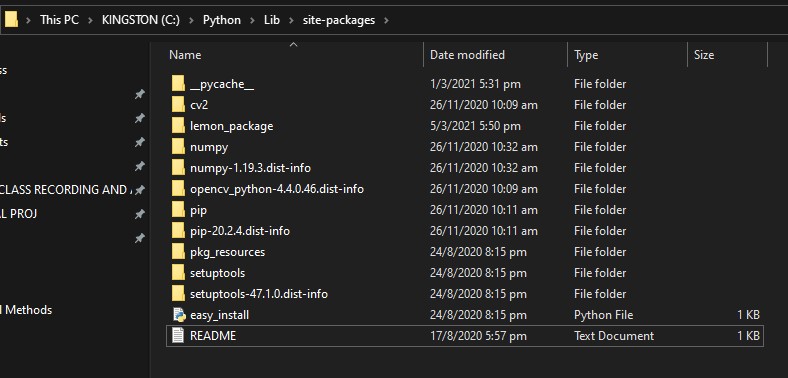 This PC > KINGSTON (C:) > Python > Lib > site-packages >
Name Date modified Type Size
__pycache__ 1/3/2021 5:31 pm File folder
cv2 26/11/2020 10:09 am File folder
lemon_package 5/3/2021 5:50 pm File folder
numpy 26/11/2020 10:32 am File folder
numpy-1.19.3.dist-info 26/11/2020 10:32 am File folder
opencv_python-4.4.0.46.dist-info 26/11/2020 10:09 am File folder
pip 26/11/2020 10:11 am File folder
pip-20.2.4.dist-info 26/11/2020 10:11 am File folder
pkg_resources 24/8/2020 8:15 pm File folder
setuptools 24/8/2020 8:15 pm File folder
setuptools-47.1.0.dist-info 24/8/2020 8:15 pm File folder
easy_install 24/8/2020 8:15 pm Python File 1 KB
README 17/8/2020 5:57 pm Text Document 1 KB
ss
ds
ts
CLASS RECORDING AND
L PROJ
l Methods